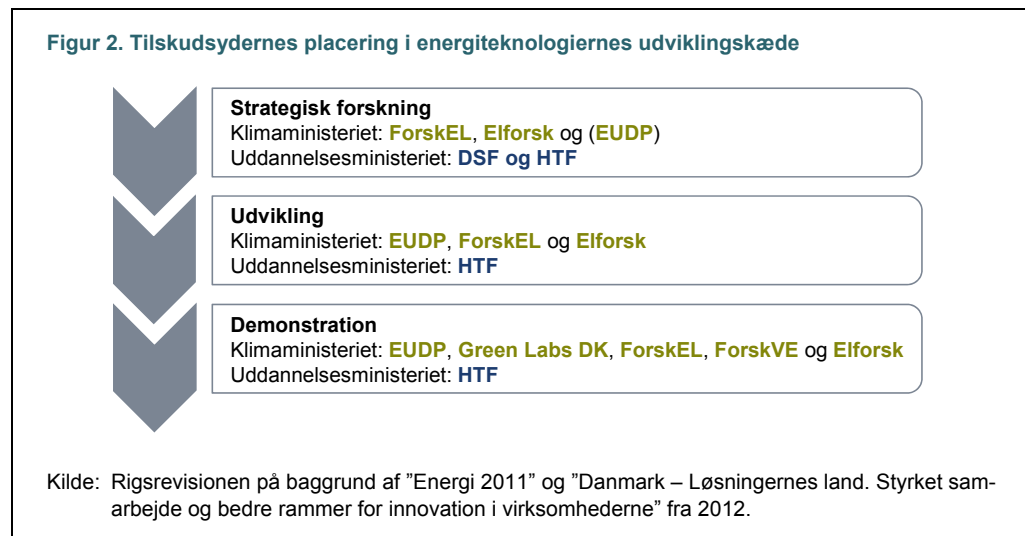 Figur 2. Tilskudsydernes placering i energiteknologiernes udviklingskæde
Strategisk forskning
Klimaministeriet: ForskEL, Elforsk og (EUDP)
Uddannelsesministeriet: DSF og HTF
Udvikling
Klimaministeriet: EUDP, ForskEL og Elforsk
Uddannelsesministeriet: HTF
Demonstration
Klimaministeriet: EUDP, Green Labs DK, ForskEL, ForskVE og Elforsk
Uddannelsesministeriet: HTF
Kilde: Rigsrevisionen på baggrund af ”Energi 2011” og ”Danmark – Løsningernes land. Styrket sam-
arbejde og bedre rammer for innovation i virksomhederne” fra 2012.